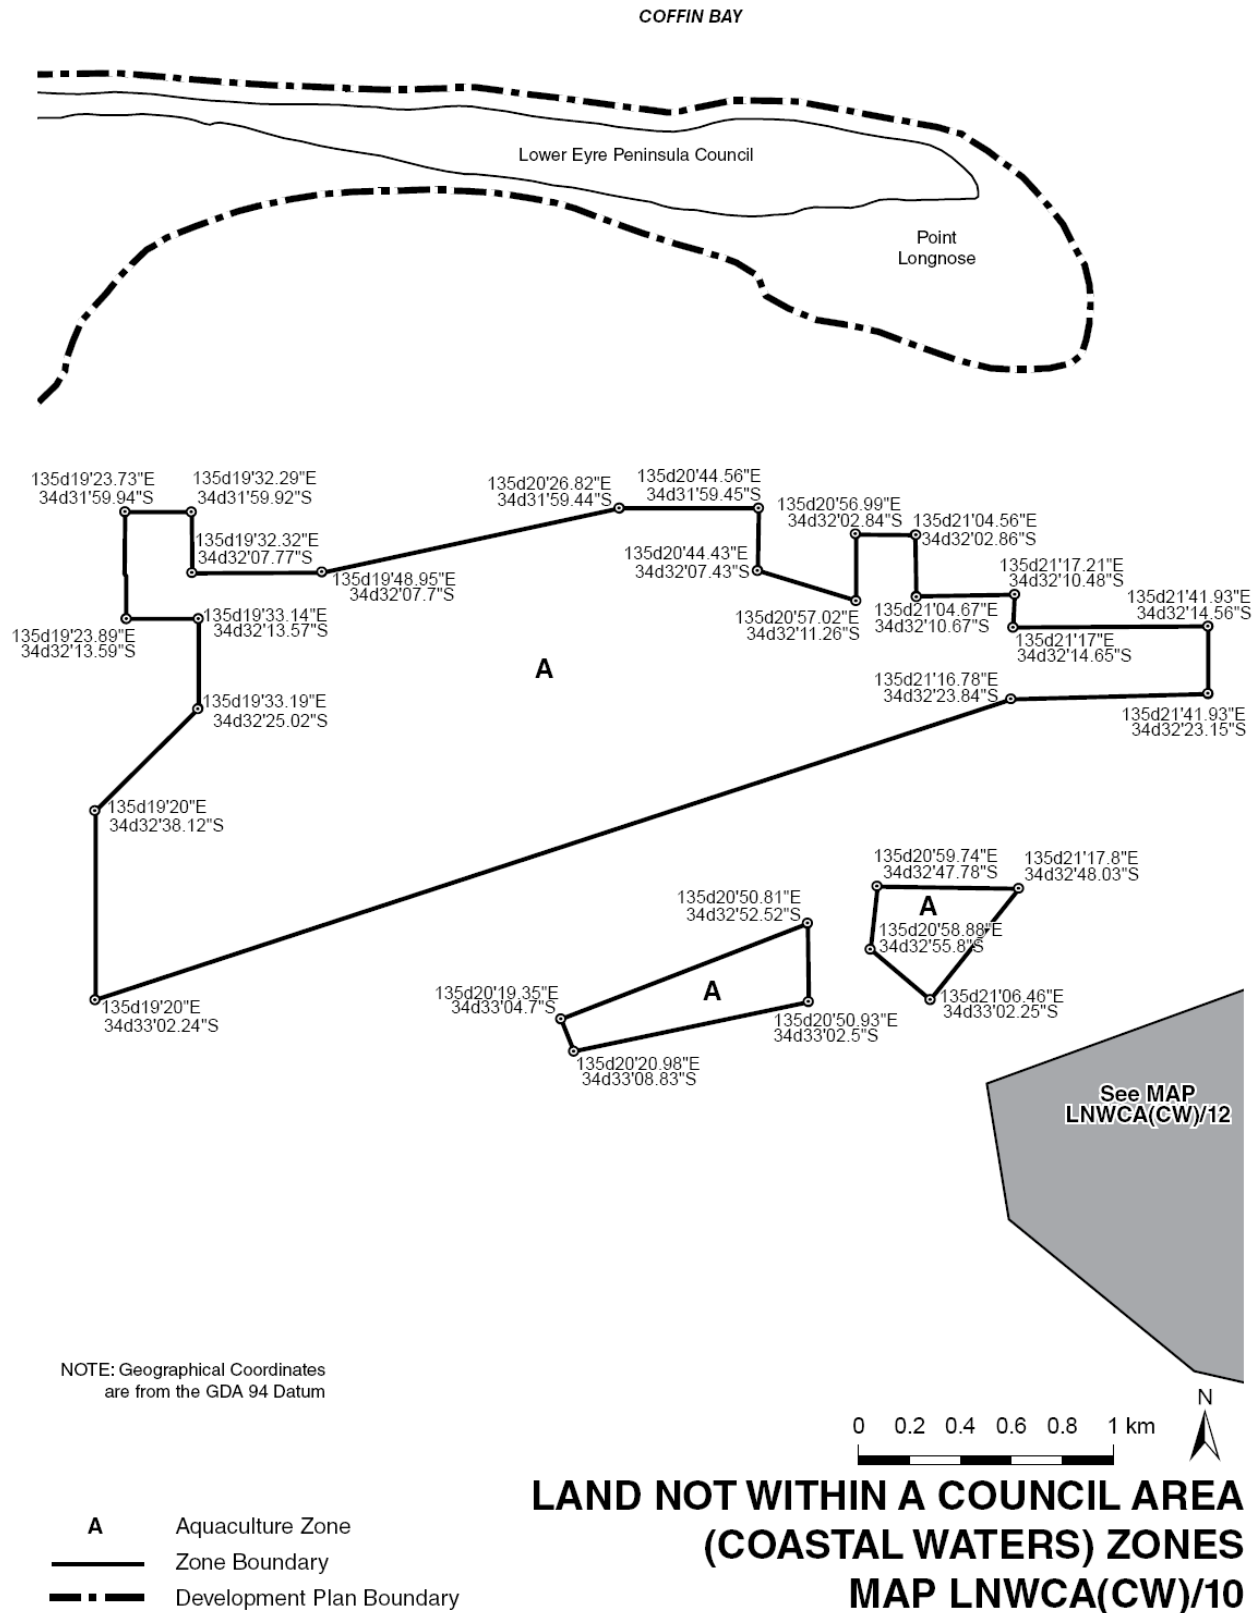 COFFIN BAY
Lower Eyre Peninsula Council
Point
Longnose
135d19'23.73"E
34d31'59.94"S
135d19'32.29"E
34d31'59.92"S
135d20'26.82"E
34d31'59.44"S
135d20'44.56"E
34d31'59.45"S
135d20'56.99"E
34d32'02.84"S
135d21'04.56"E
34d32'02.86"S
135d19'32.32"E
34d32'07.77"S
135d19'48.95"E
34d32'07.7"S
135d20'44.43"E
34d32'07.43"S
135d21'17.21"E
34d32'10.48"S
135d20'57.02"E
34d32'11.26"S
135d21'04.67"E
34d32'10.67"S
135d21'41.93"E
34d32'14.56"S
135d19'23.89"E
34d32'13.59"S
135d19'33.14"E
34d32'13.57"S
135d21'17"E
34d32'14.65"S
A
135d21'16.78"E
34d32'23.84"S
135d19'33.19"E
34d32'25.02"S
135d21'41.93"E
34d32'23.15"S
135d19'20"E
34d32'38.12"S
135d20'59.74"E
34d32'47.78"S
135d21'17.8"E
34d32'48.03"S
A
135d20'50.81"E
34d32'52.52"S
135d20'58.88"E
34d32'55.8"S
A
135d20'19.35"E
34d33'04.7"S
135d21'06.46"E
34d33'02.25"S
135d19'20"E
34d33'02.24"S
135d20'50.93"E
34d33'02.5"S
135d20'20.98"E
34d33'08.83"S
See MAP
LNWCA(CW)/12
NOTE: Geographical Coordinates
are from the GDA 94 Datum
N
0 0.2 0.4 0.6 0.8 1 km
LAND NOT WITHIN A COUNCIL AREA
(COASTAL WATERS) ZONES
MAP LNWCA(CW)/10
A Aquaculture Zone
Zone Boundary
Development Plan Boundary